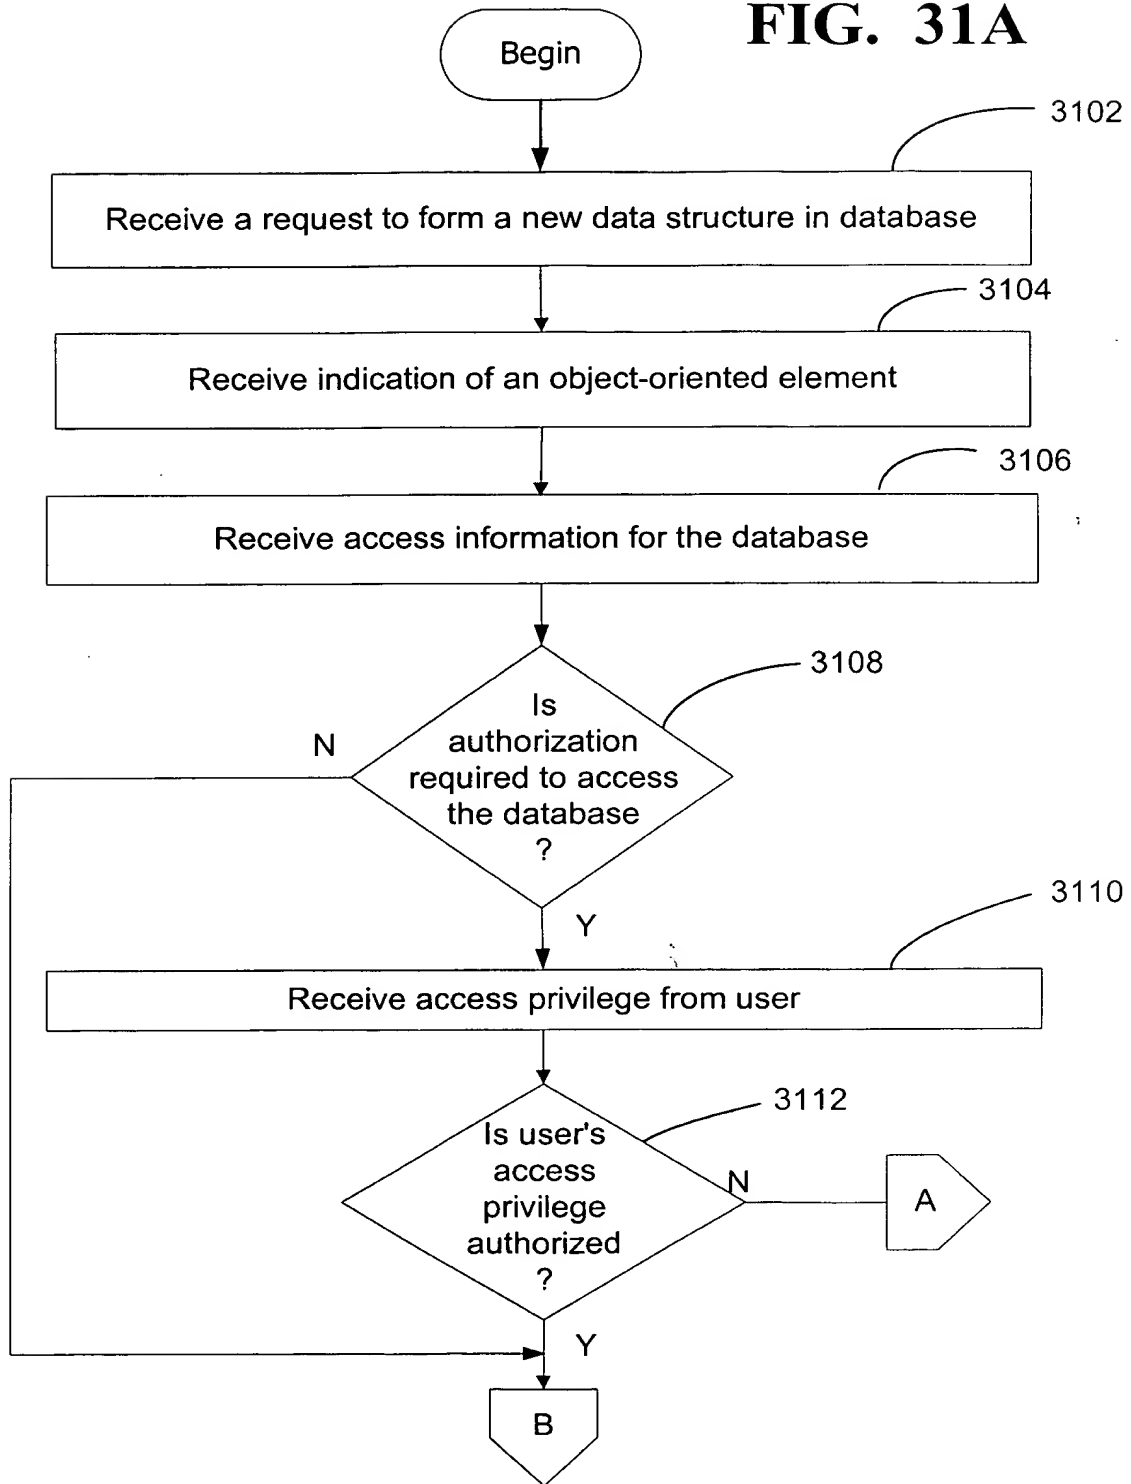 FIG. 31A
Begin
3102
Receive a request to form a new data structure in database
3104
Receive indication of an object-oriented element
3106
Receive access information for the database
3108
Is
authorization
required to access
the database
?
N
Y
3110
Receive access privilege from user
3112
Is user's
access
privilege
authorized
?
N
A
Y
B